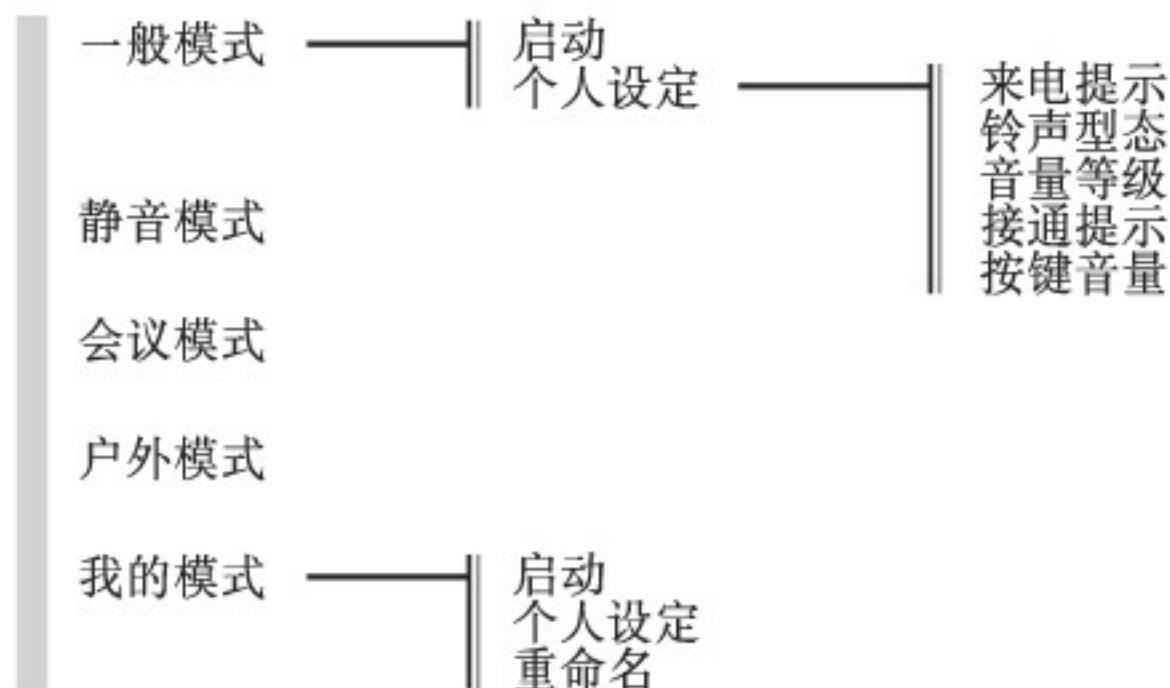 一般模式
启动
个人设定
来电提示
铃声型态
音量等级
接通提示
按键音量
静音模式
会议模式
户外模式
我的模式
启动
个人设定
重命名